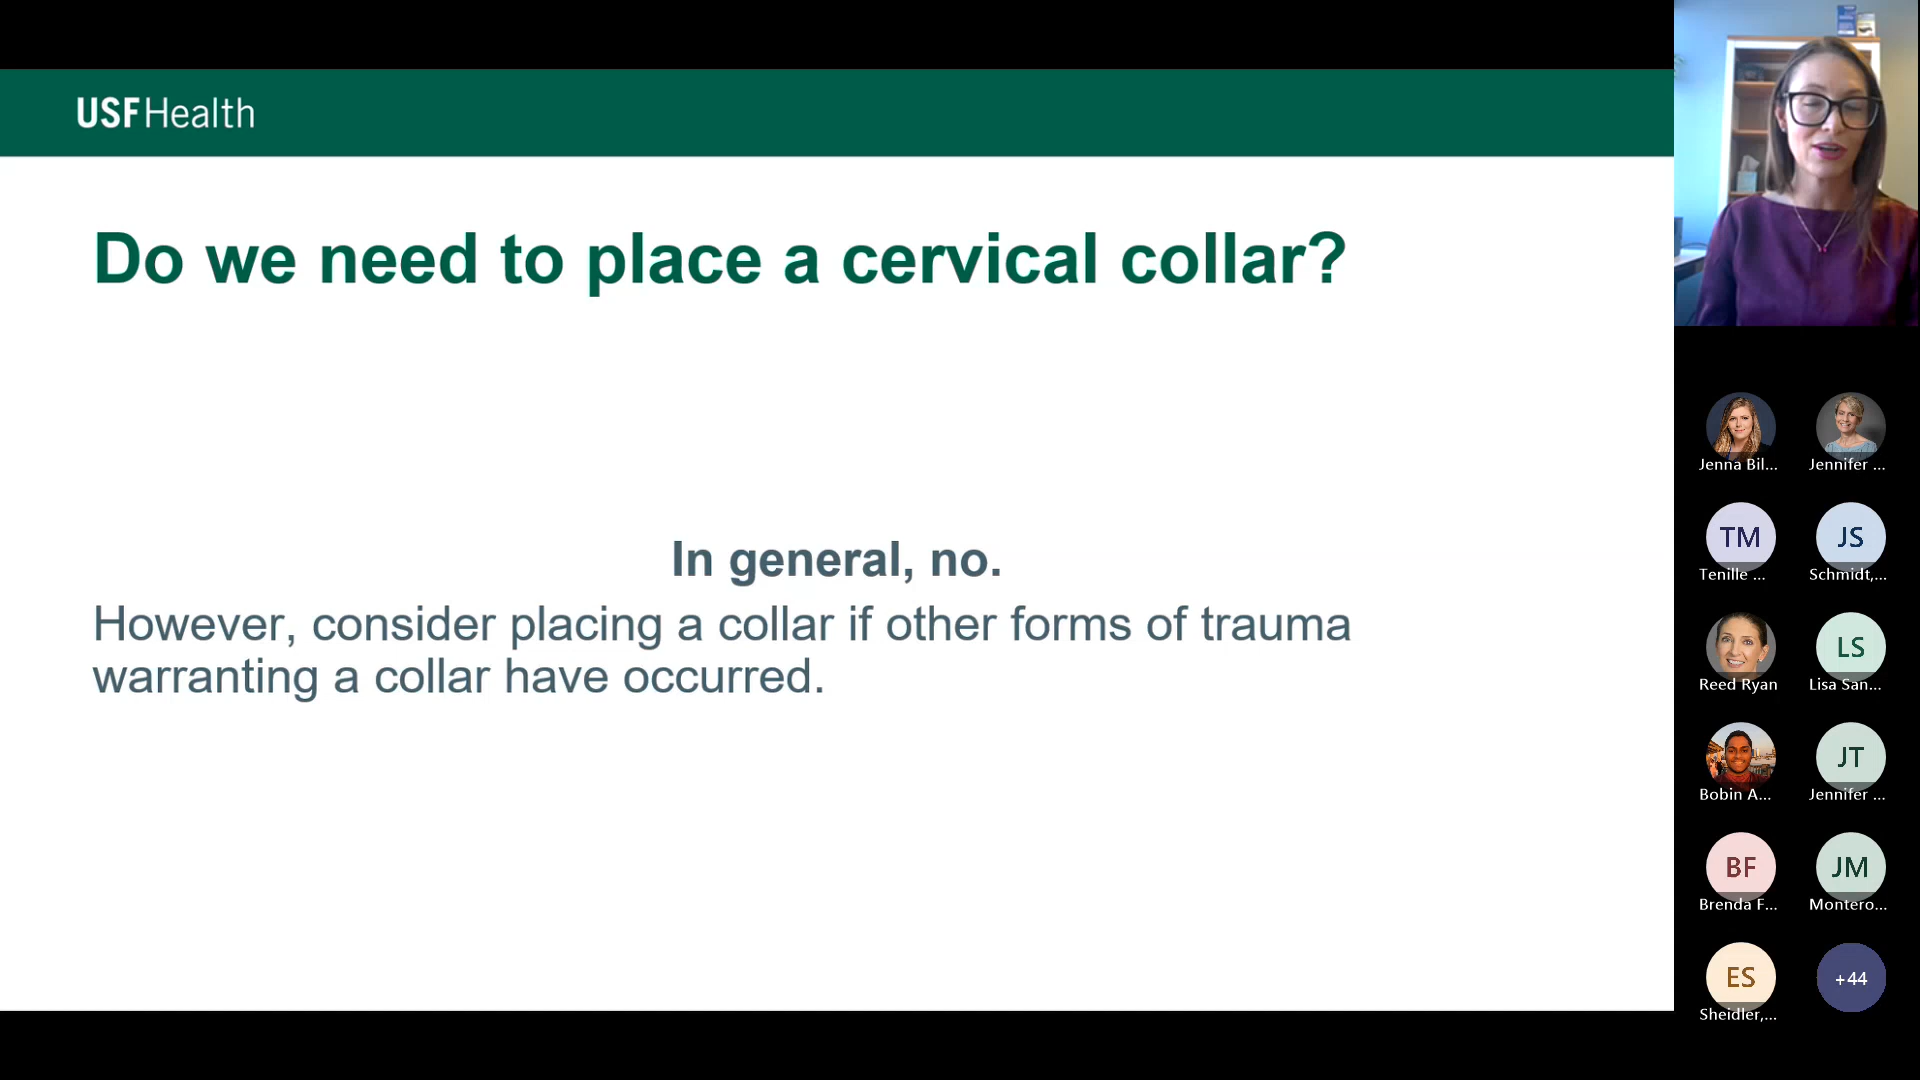 USF Health
Do we need to place a cervical collar?
In general, no.
However, consider placing a collar if other forms of trauma
warranting a collar have occurred.
Jenna Bil...
Jennifer ...
TM
Tenille ...
JS
Schmidt,...
Reed Ryan
LS
Lisa San...
Bobin A...
JT
Jennifer ...
BF
Brenda F...
JM
Montero...
ES
Sheidler,...
+44